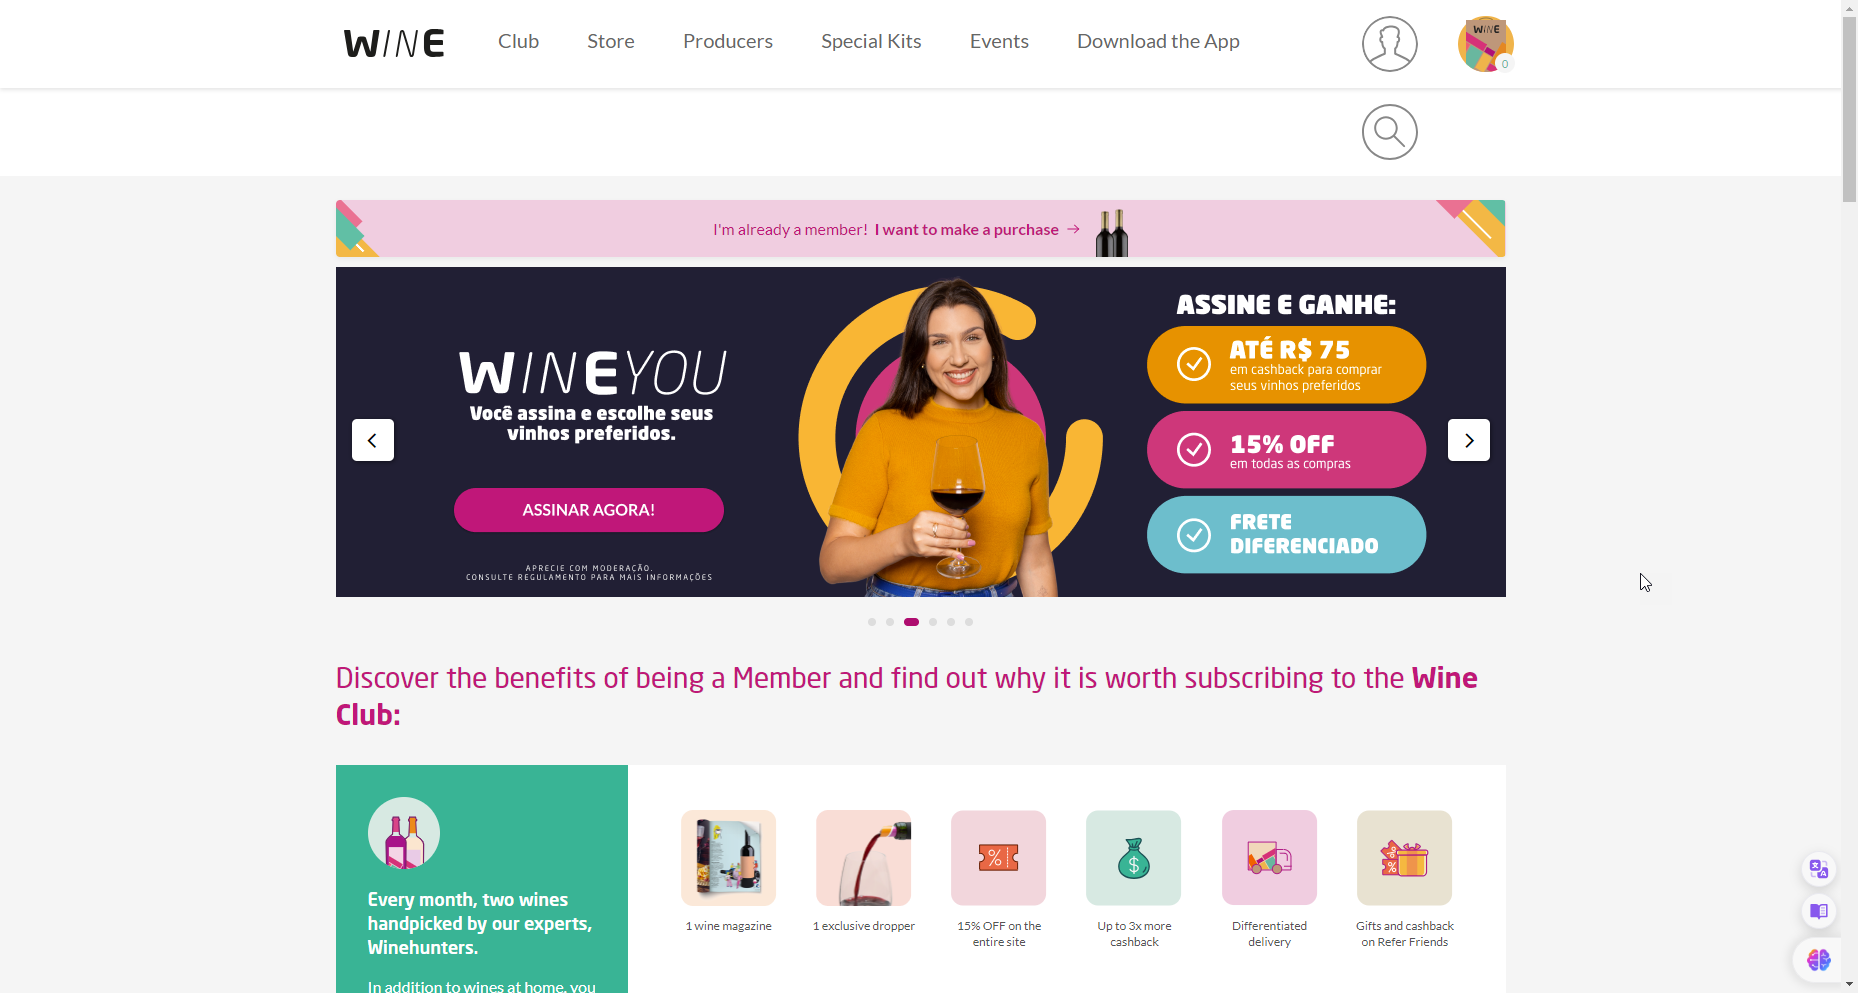 WINE
Club
Store
Producers
Special Kits
Events
Download the App
WINE
0
I'm already a member! I want to make a purchase →
WINEYOU
Você assina e escolhe seus
vinhos preferidos.
ASSINAR AGORA!
APRECIE COM MODERAÇÃO.
CONSULTE REGULAMENTO PARA MAIS INFORMAÇÕES
ASSINE E GANHE:
ATÉ R$ 75
em cashback para comprar
seus vinhos preferidos
15% OFF
em todas as compras
FRETE
DIFERENCIADO
Discover the benefits of being a Member and find out why it is worth subscribing to the Wine
Club:
Every month, two wines
handpicked by our experts,
Winehunters.
In addition to wines at home, you
1 wine magazine
1 exclusive dropper
15% OFF on the
entire site
Up to 3x more
cashback
Differentiated
delivery
Gifts and cashback
on Refer Friends